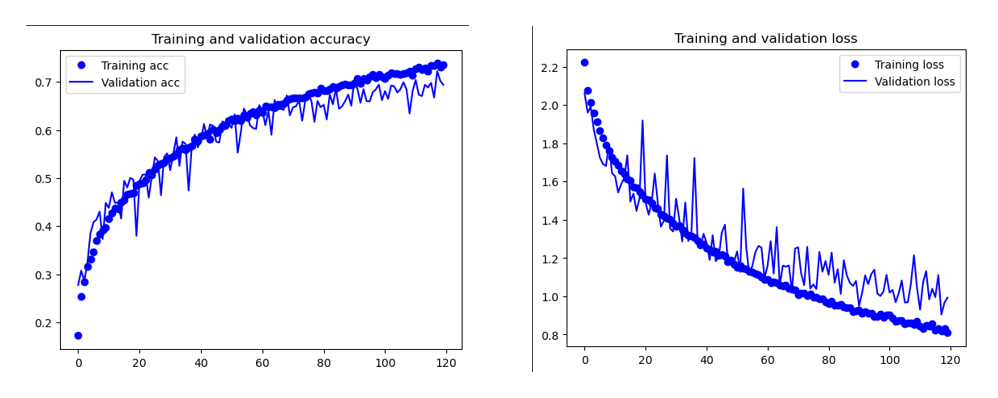 Training and validation accuracy
Training acc
Validation acc
0.7
0.6
0.5
0.4
0.3
0.2
0 20 40 60 80 100 120
Training and validation loss
Training loss
Validation loss
2.2
2.0
1.8
1.6
1.4
1.2
1.0
0.8
0 20 40 60 80 100 120